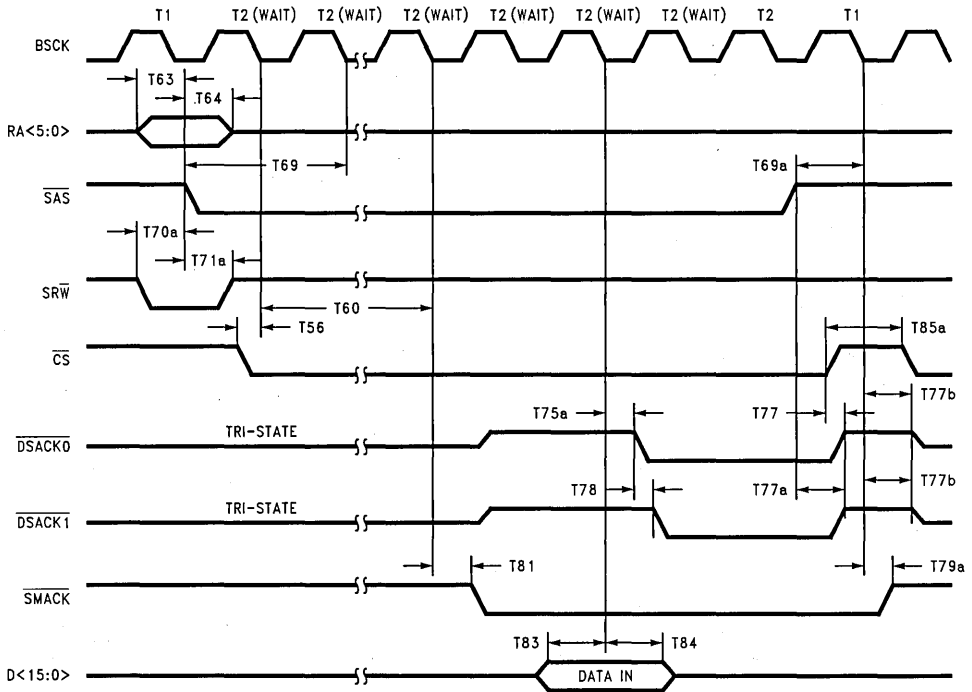 T1 T2 (WAIT) T2 (WAIT) T2 (WAIT) T2 (WAIT) T2 (WAIT) T2 (WAIT) T2 T1
BSCK
T63
T64
RA<5:0>
T69 T69a
SAS
T70a
T71a
SRW
T60
T56 T85a
CS
T77b
T75a T77
DSACK0 TRI-STATE
T78 T77a T77b
DSACK1 TRI-STATE
T81 T79a
SMACK
T83 T84
D<15:0> DATA IN